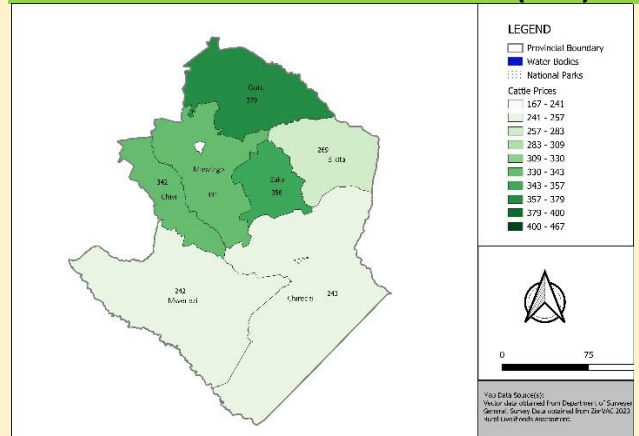 LEGEND
Provincial Boundary
Water Bodies
National Parks
Cattle Prices
167 - 241
241 - 257
257 - 283
283 - 309
309 - 330
330 - 343
343 - 357
357 - 379
379 - 400
400 - 467
Gutu
379
269
Bikita
Masvingo
342
Chivi
331
Zaka
356
242
Mwenezi
243
Chiredzi
0 75
Map Data Source(s):
Vector data obtained from Department of Surveyor
General. Survey Data obtained from ZimVAC 2023
Rural Livelihoods Assessment.